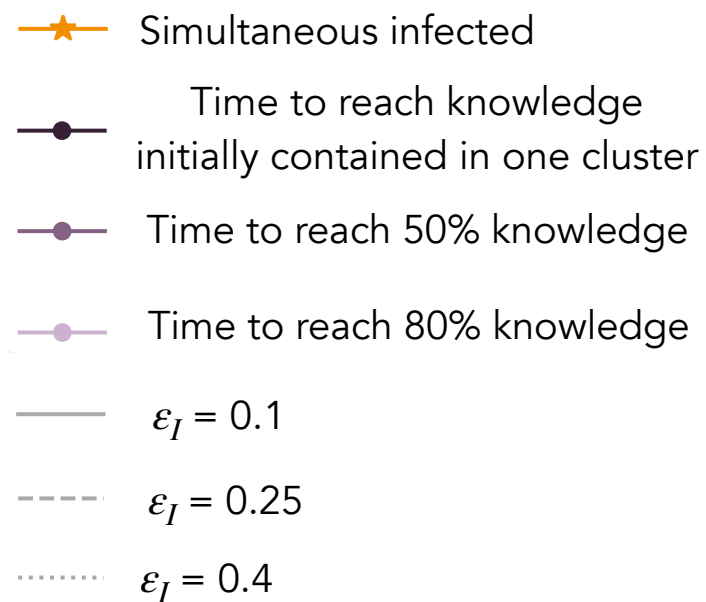 Simultaneous infected
Time to reach knowledge
initially contained in one cluster
Time to reach 50% knowledge
Time to reach 80% knowledge
ε_I = 0.1
ε_I = 0.25
ε_I = 0.4